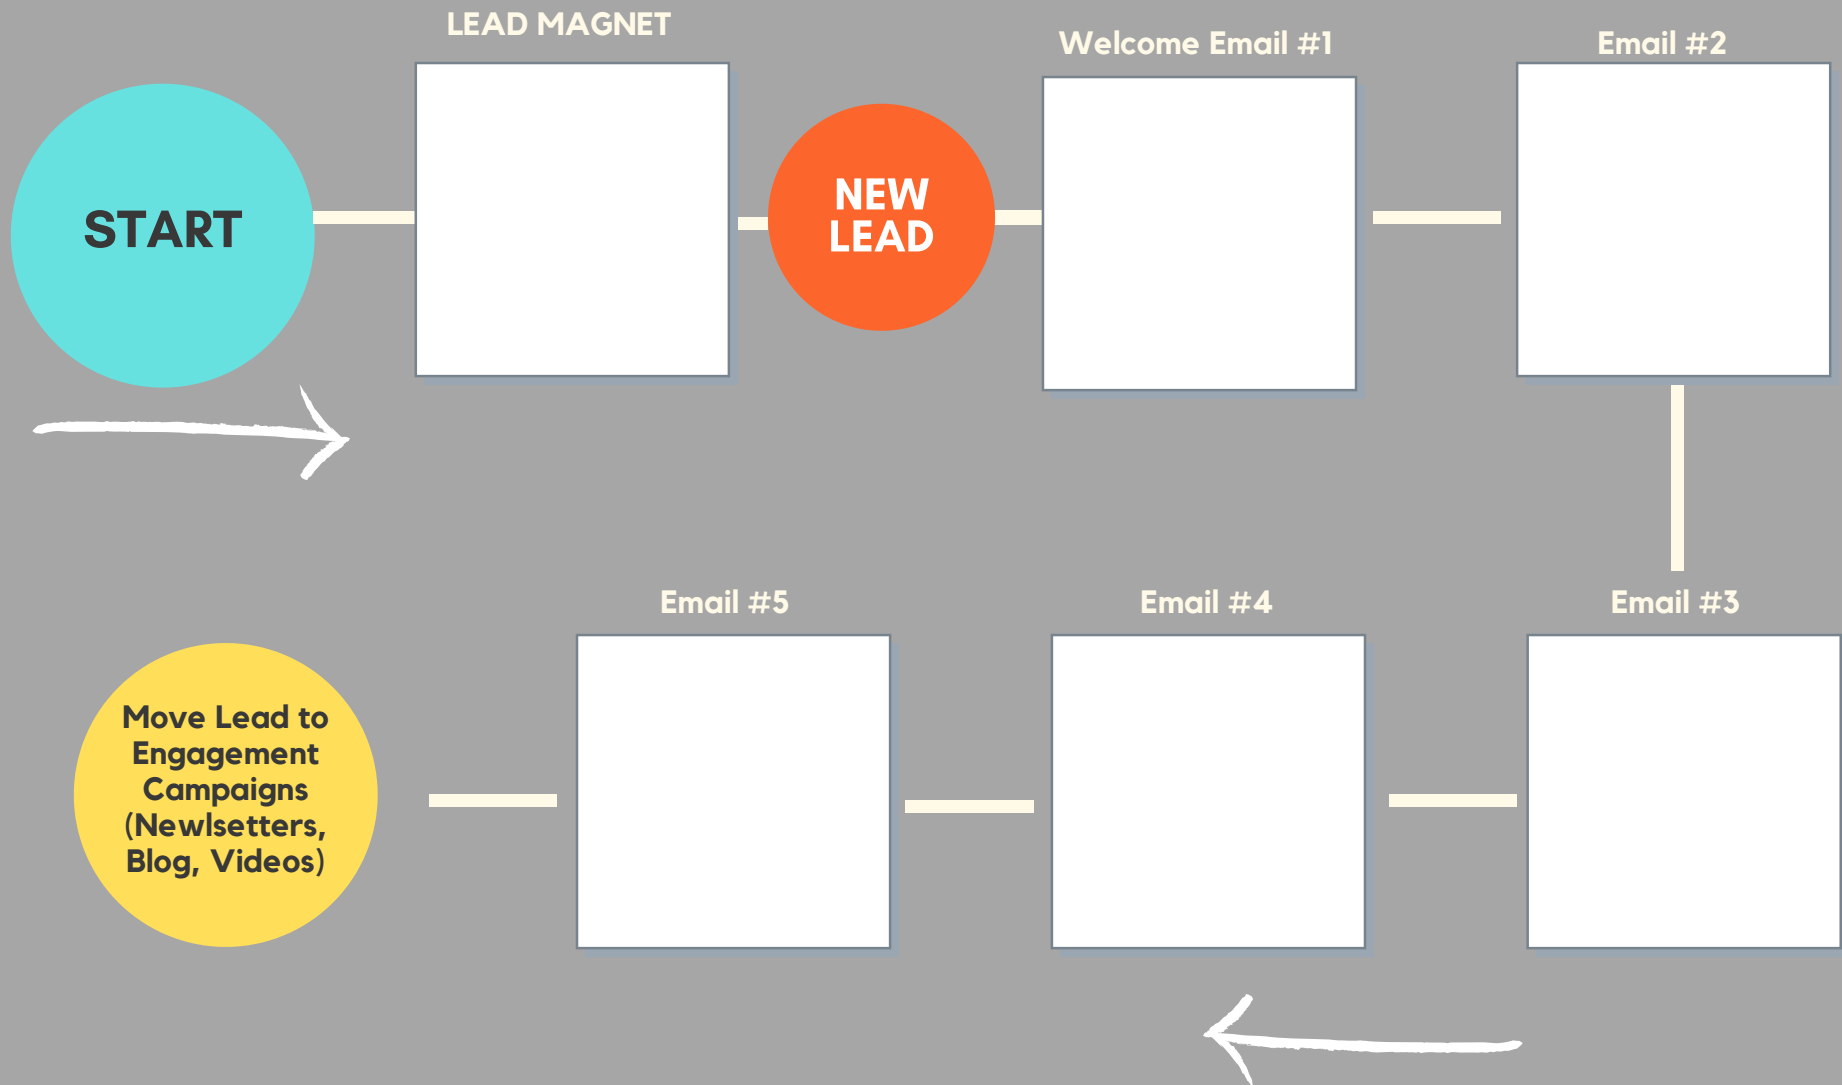 LEAD MAGNET
Welcome Email #1
Email #2
START
NEW
LEAD
Email #5
Email #4
Email #3
Move Lead to
Engagement
Campaigns
(Newlsetters,
Blog, Videos)